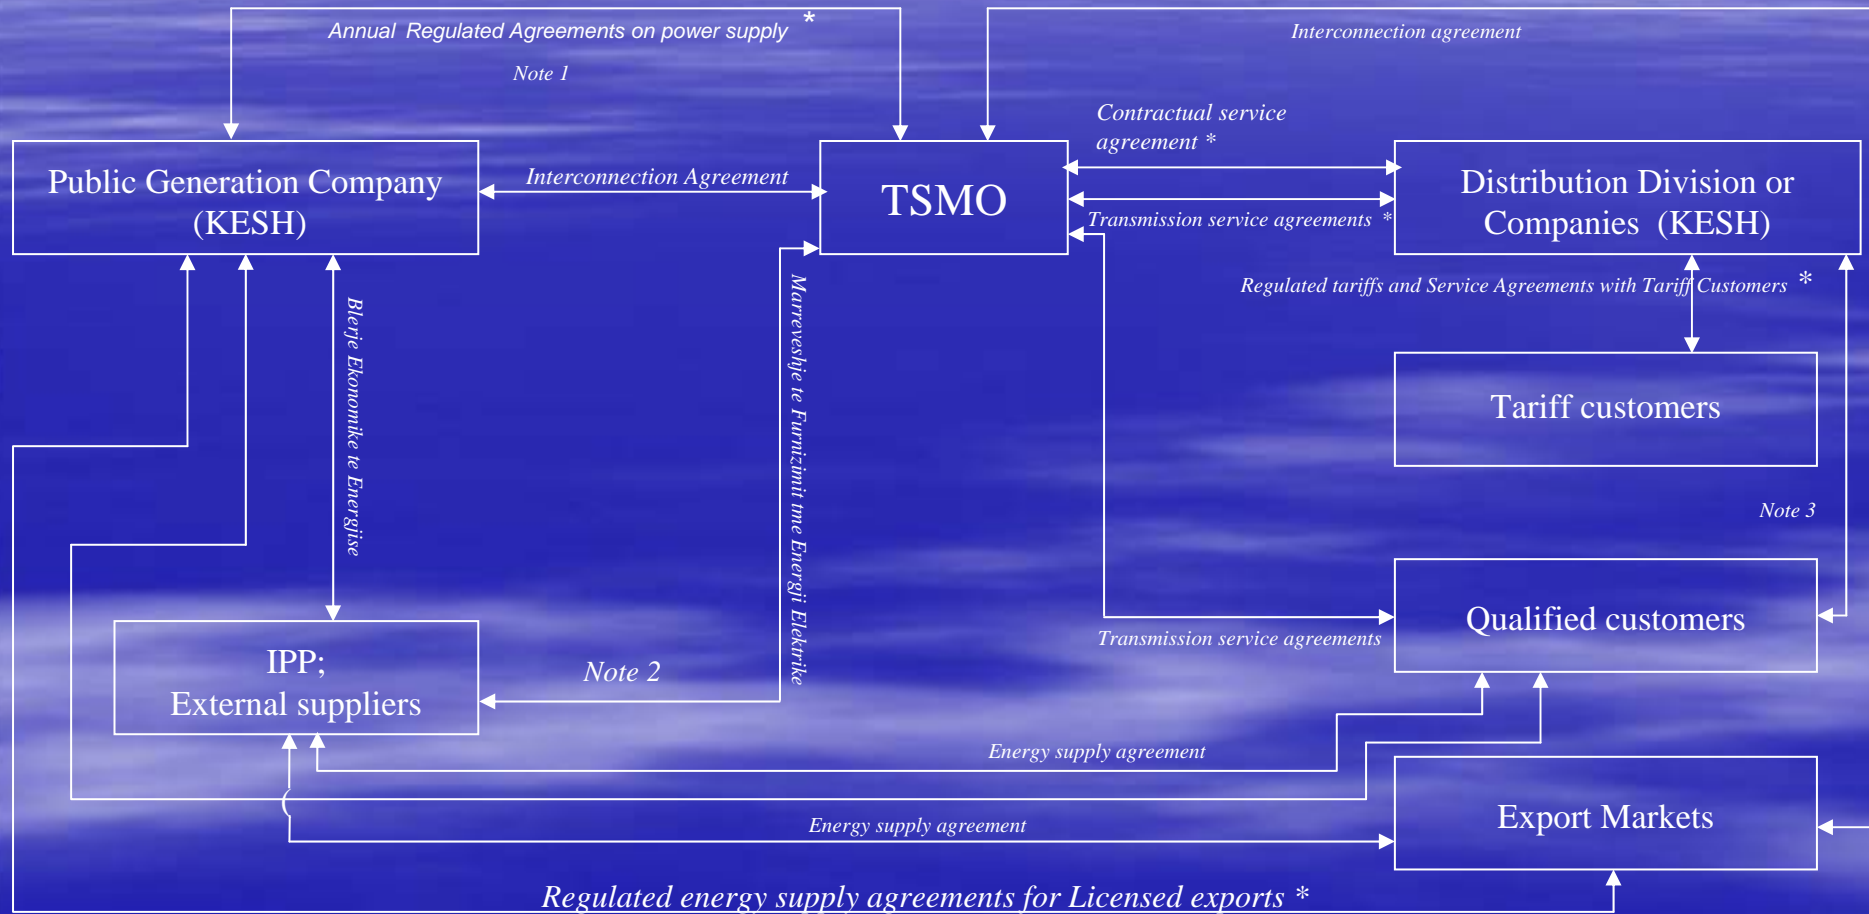 Annual Regulated Agreements on power supply *
Interconnection agreement
Note 1
Contractual service
agreement *
Public Generation Company
(KESH)
Interconnection Agreement
TSMO
Transmission service agreements *
Distribution Division or
Companies (KESH)
Regulated tariffs and Service Agreements with Tariff Customers *
Blerje Ekonomike te Energjise
Marreveshje te Furnizimit tme Energji Elektrike
Tariff customers
Note 3
Qualified customers
Transmission service agreements
IPP;
External suppliers
Note 2
Energy supply agreement
Export Markets
Energy supply agreement
Regulated energy supply agreements for Licensed exports *